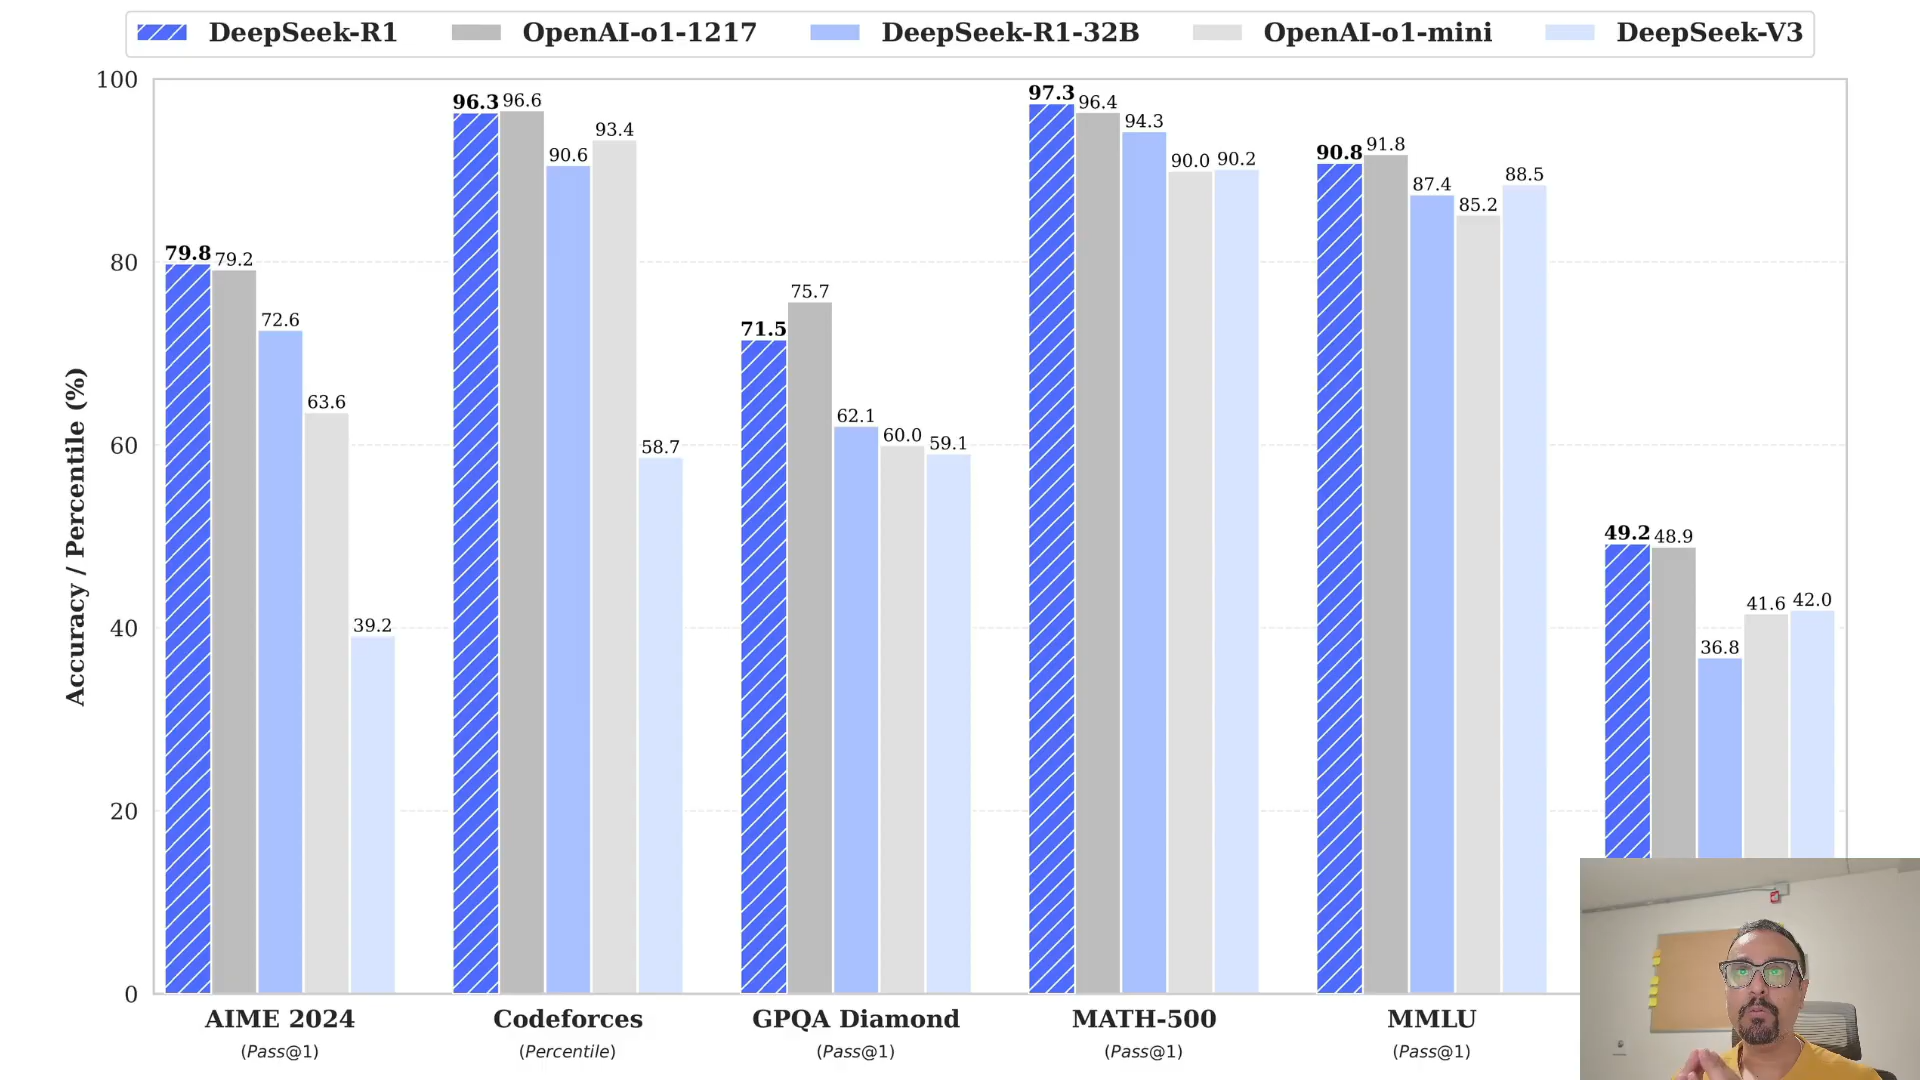 DeepSeek-R1 OpenAI-o1-1217 DeepSeek-R1-32B OpenAI-o1-mini DeepSeek-V3
Accuracy / Percentile (%)
100
80
60
40
20
0
79.8 79.2 72.6 63.6 39.2
96.3 96.6 90.6 93.4 58.7
71.5 75.7 62.1 60.0 59.1
97.3 96.4 94.3 90.0 90.2
90.8 91.8 87.4 85.2 88.5
49.2 48.9 36.8 41.6 42.0
AIME 2024
(Pass@1)
Codeforces
(Percentile)
GPQA Diamond
(Pass@1)
MATH-500
(Pass@1)
MMLU
(Pass@1)